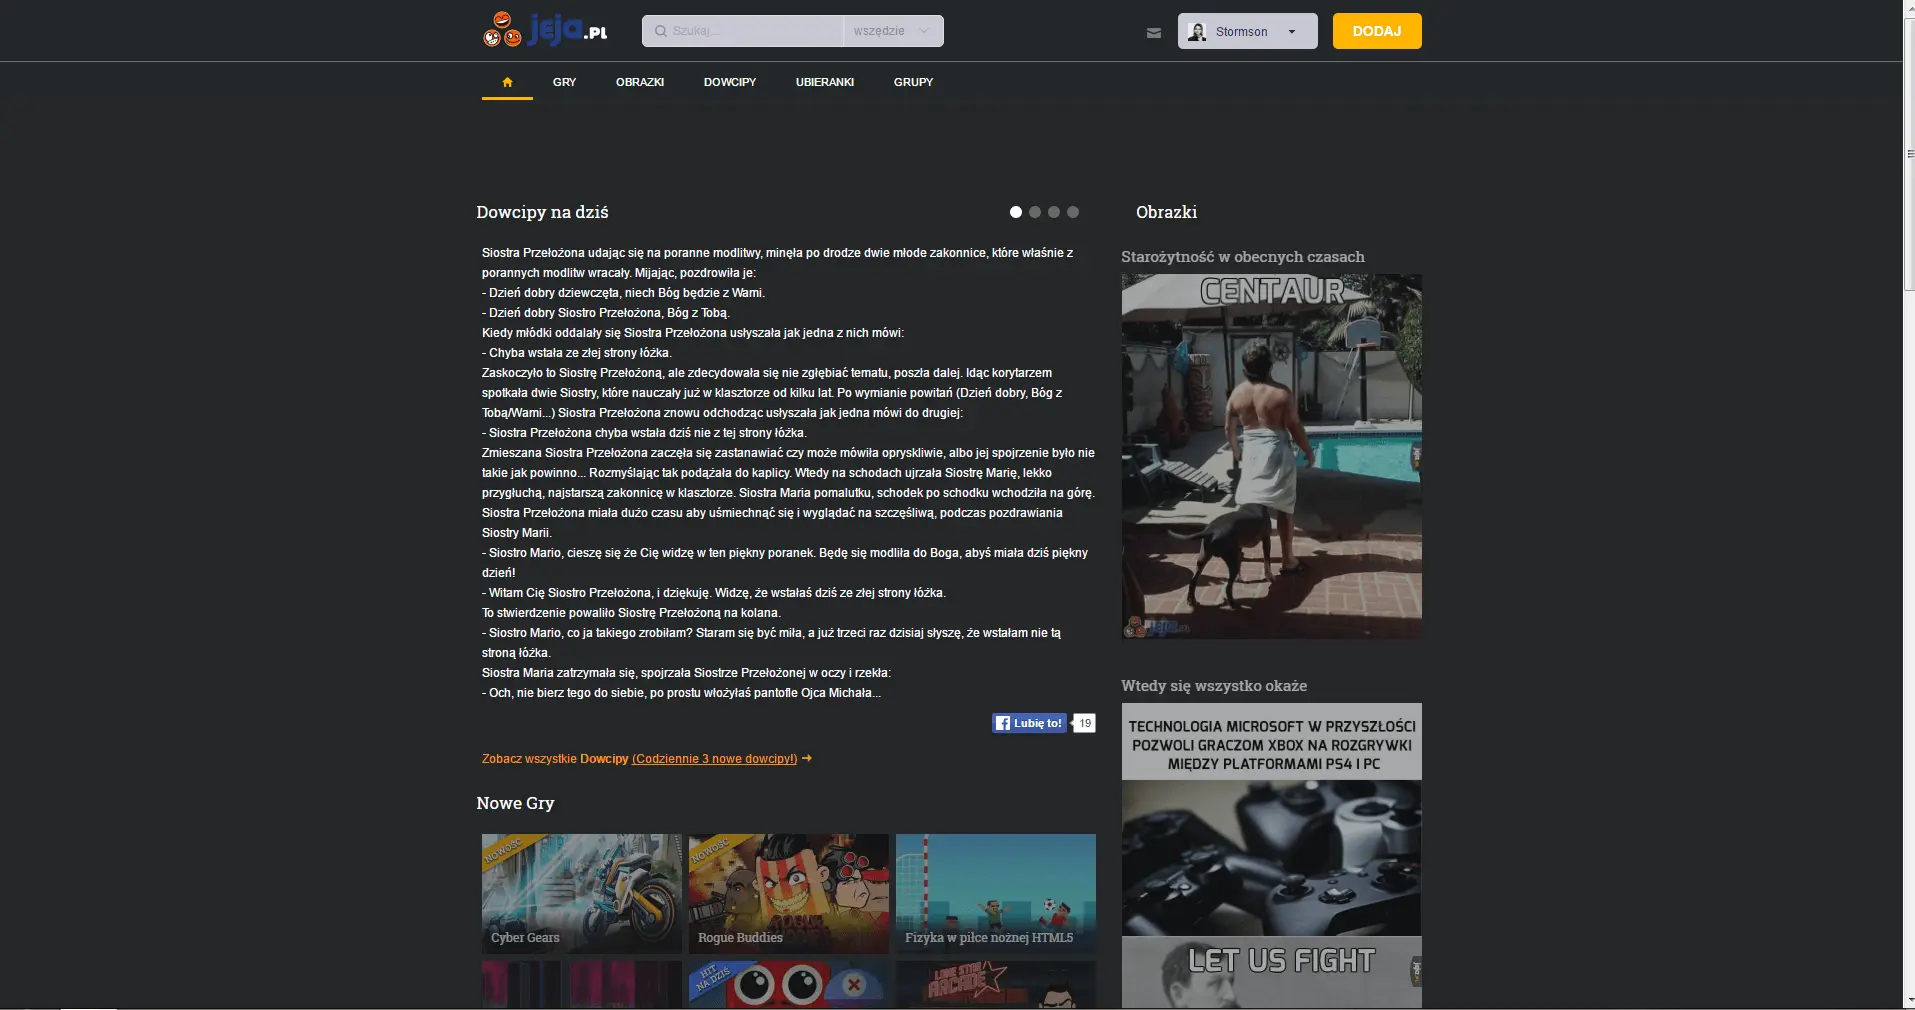 jeja.PL
Szukaj...
wszędzie
Stormson
DODAJ
GRY
OBRAZKI
DOWCIPY
UBIERANKI
GRUPY
Dowcipy na dziś
Siostra Przełożona udając się na poranne modlitwy, minęła po drodze dwie młode zakonnice, które właśnie z
porannych modlitw wracały. Mijając, pozdrowiła je:
- Dzień dobry dziewczęta, niech Bóg będzie z Wami.
- Dzień dobry Siostro Przełożona, Bóg z Tobą.
Kiedy młódki oddalały się Siostra Przełożona usłyszała jak jedna z nich mówi:
- Chyba wstała ze złej strony łóżka.
Zaskoczyło to Siostrę Przełożoną, ale zdecydowała się nie zgłębiać tematu, poszła dalej. Idąc korytarzem
spotkała dwie Siostry, które nauczały już w klasztorze od kilku lat. Po wymianie powitań (Dzień dobry, Bóg z
Tobą/Wami...) Siostra Przełożona znowu odchodząc usłyszała jak jedna mówi do drugiej:
- Siostra Przełożona chyba wstała dziś nie z tej strony łóżka.
Zmieszana Siostra Przełożona zaczęła się zastanawiać czy może mówiła opryskliwie, albo jej spojrzenie było nie
takie jak powinno... Rozmyślając tak podążała do kaplicy. Wtedy na schodach ujrzała Siostrę Marię, lekko
przygłuchą, najstarszą zakonnicę w klasztorze. Siostra Maria pomalutku, schodek po schodku wchodziła na górę.
Siostra Przełożona miała dużo czasu aby uśmiechnąć się i wyglądać na szczęśliwą, podczas pozdrawiania
Siostry Marii.
- Siostro Mario, cieszę się że Cię widzę w ten piękny poranek. Będę się modliła do Boga, abyś miała dziś piękny
dzień!
- Witam Cię Siostro Przełożona, i dziękuję. Widzę, że wstałaś dziś ze złej strony łóżka.
To stwierdzenie powaliło Siostrę Przełożoną na kolana.
- Siostro Mario, co ja takiego zrobiłam? Staram się być miła, a już trzeci raz dzisiaj słyszę, że wstałam nie tą
stroną łóżka.
Siostra Maria zatrzymała się, spojrzała Siostrze Przełożonej w oczy i rzekła:
- Och, nie bierz tego do siebie, po prostu włożyłaś pantofle Ojca Michała...
Lubię to!
19
Zobacz wszystkie Dowcipy (Codziennie 3 nowe dowcipy!)
Nowe Gry
NOWOŚĆ
Cyber Gears
NOWOŚĆ
ROGUE
Rogue Buddies
Fizyka w piłce nożnej HTML5
HIT
NA DZIŚ
LONE STAR
ARCADE
Obrazki
Starożytność w obecnych czasach
CENTAUR
jeja.PL
Wtedy się wszystko okaże
TECHNOLOGIA MICROSOFT W PRZYSZŁOŚCI
POZWOLI GRACZOM XBOX NA ROZGRYWKI
MIĘDZY PLATFORMAMI PS4 I PC
LET US FIGHT